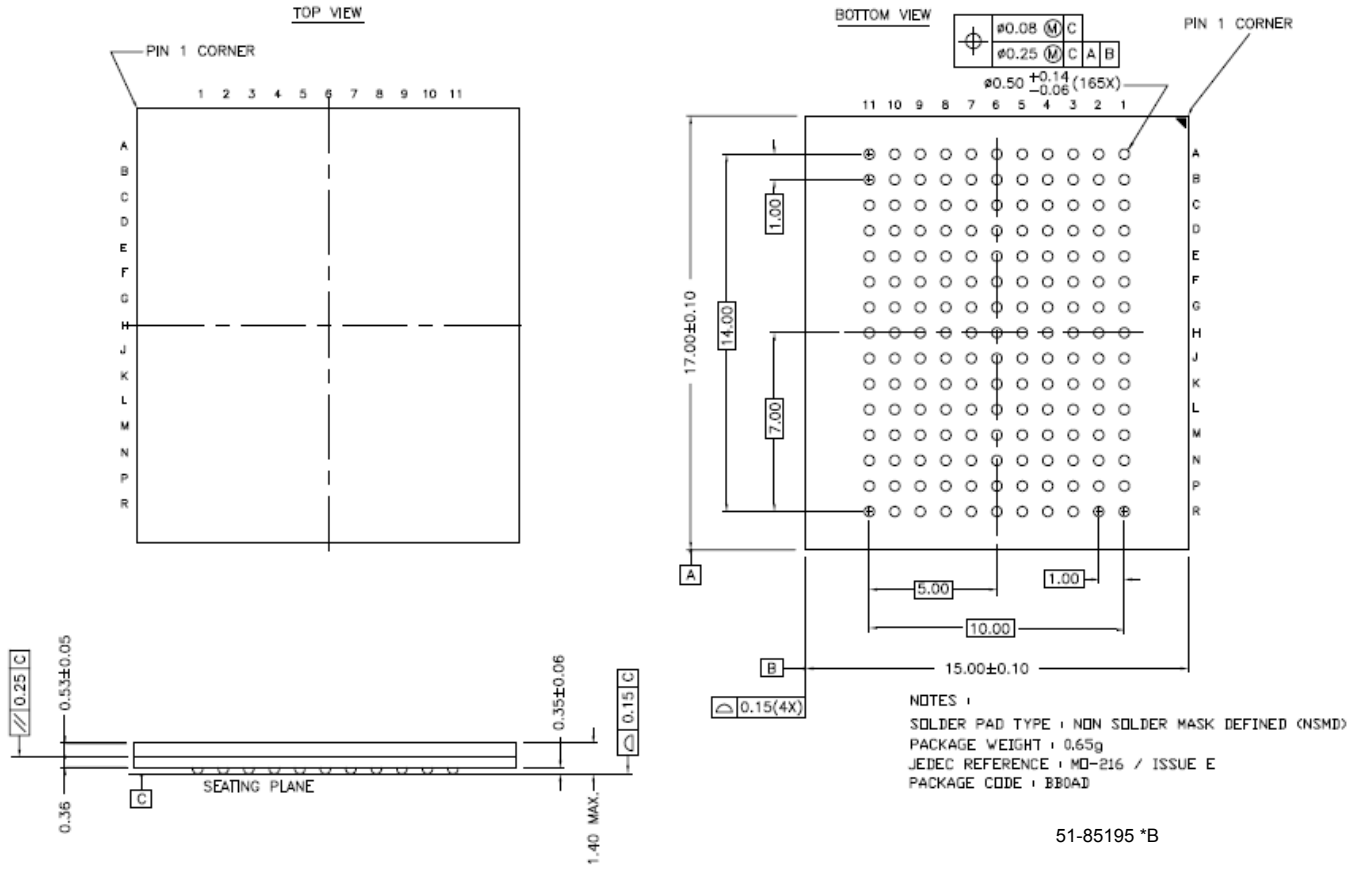 TOP VIEW
PIN 1 CORNER
1 2 3 4 5 6 7 8 9 10 11
A
B
C
D
E
F
G
H
J
K
L
M
N
P
R
BOTTOM VIEW
⌖ ø0.08 Ⓜ C
ø0.25 Ⓜ C A B
ø0.50 +0.14 -0.06 (165X)
PIN 1 CORNER
11 10 9 8 7 6 5 4 3 2 1
A
B
C
D
E
F
G
H
J
K
L
M
N
P
R
1.00
17.00±0.10
14.00
7.00
A
5.00
1.00
10.00
B
15.00±0.10
⌓ 0.15(4X)
// 0.25 C
0.53±0.05
0.36
C
SEATING PLANE
0.35±0.06
1.40 MAX.
⌓ 0.15 C
NOTES :
SOLDER PAD TYPE : NON SOLDER MASK DEFINED (NSMD)
PACKAGE WEIGHT : 0.65g
JEDEC REFERENCE : MO-216 / ISSUE E
PACKAGE CODE : BB0AD
51-85195 *B